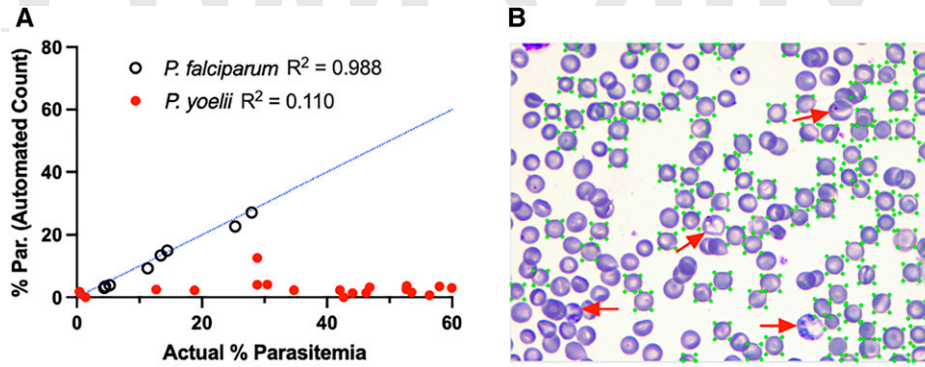 A
B
% Par. (Automated Count)
80
60
40
20
0
P. falciparum R² = 0.988
P. yoelii R² = 0.110
0
20
40
60
Actual % Parasitemia